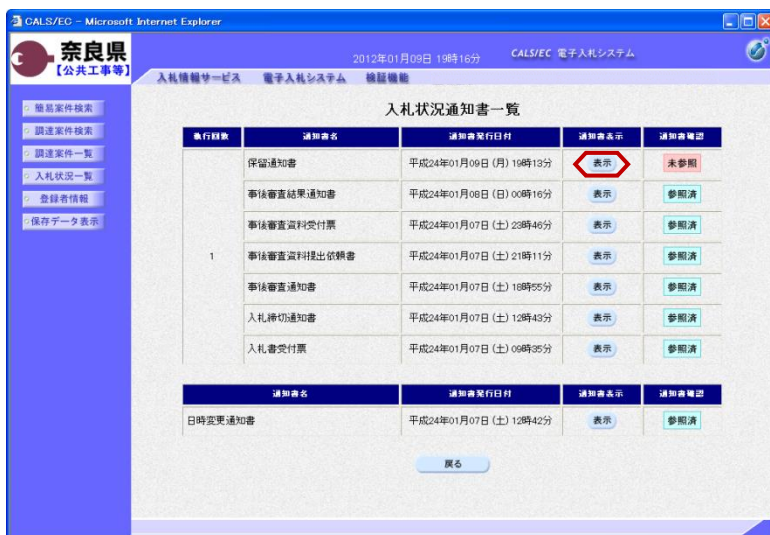 CALS/EC - Microsoft Internet Explorer
奈良県
【公共工事等】
2012年01月09日 19時16分
CALS/EC 電子入札システム
入札情報サービス 電子入札システム 検証機能
簡易案件検索
調達案件検索
調達案件一覧
入札状況一覧
登録者情報
保存データ表示
入札状況通知書一覧
執行回数 通知書名 通知書発行日付 通知書表示 通知書確認
保留通知書 平成24年01月09日 (月) 19時13分 表示 未参照
事後審査結果通知書 平成24年01月08日 (日) 00時16分 表示 参照済
事後審査資料受付票 平成24年01月07日 (土) 23時46分 表示 参照済
1 事後審査資料提出依頼書 平成24年01月07日 (土) 21時11分 表示 参照済
事後審査通知書 平成24年01月07日 (土) 18時55分 表示 参照済
入札締切通知書 平成24年01月07日 (土) 12時43分 表示 参照済
入札書受付票 平成24年01月07日 (土) 09時35分 表示 参照済
通知書名 通知書発行日付 通知書表示 通知書確認
日時変更通知書 平成24年01月07日 (土) 12時42分 表示 参照済
戻る